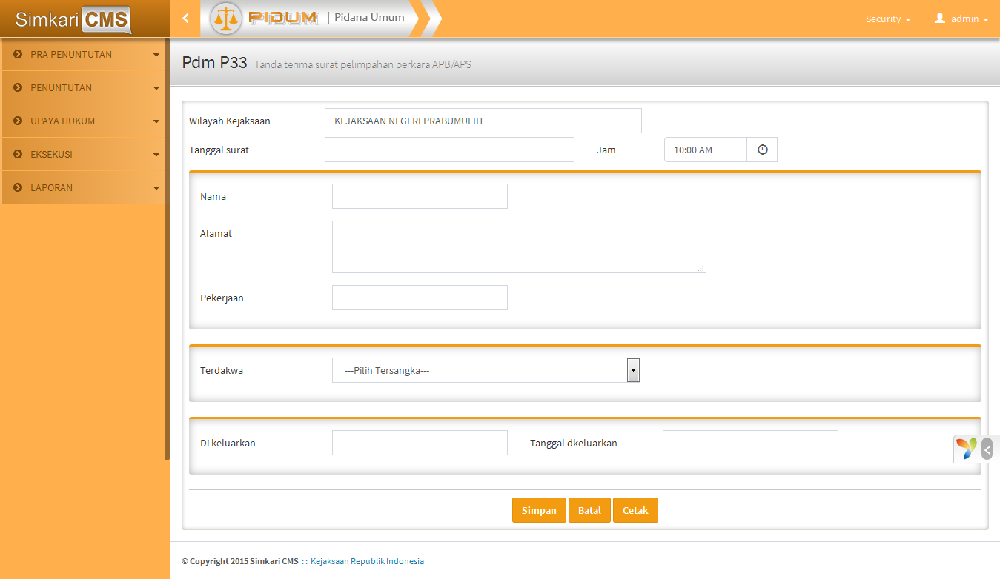 Simkari CMS
PIDUM | Pidana Umum
Security
admin
PRA PENUNTUTAN
PENUNTUTAN
UPAYA HUKUM
EKSEKUSI
LAPORAN
Pdm P33 Tanda terima surat pelimpahan perkara APB/APS
Wilayah Kejaksaan KEJAKSAAN NEGERI PRABUMULIH
Tanggal surat Jam 10:00 AM
Nama
Alamat
Pekerjaan
Terdakwa ---Pilih Tersangka---
Di keluarkan Tanggal dkeluarkan
Simpan Batal Cetak
© Copyright 2015 Simkari CMS :: Kejaksaan Republik Indonesia